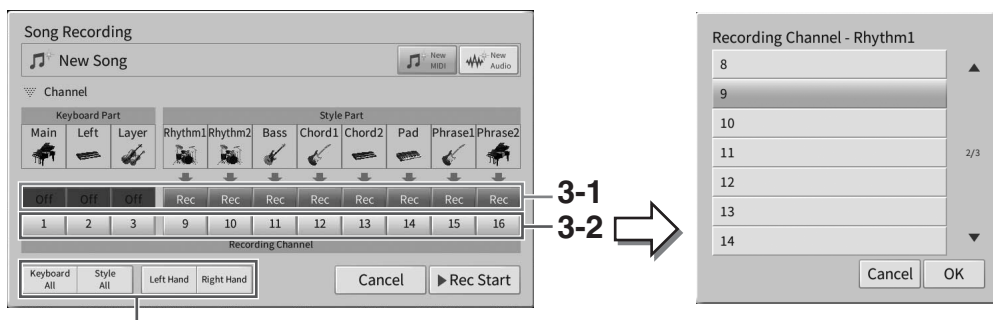 Song Recording
New Song
New MIDI
New Audio
Channel
Keyboard Part Style Part
Main Left Layer Rhythm1 Rhythm2 Bass Chord1 Chord2 Pad Phrase1 Phrase2
Off Off Off Rec Rec Rec Rec Rec Rec Rec Rec
3-1
1 2 3 9 10 11 12 13 14 15 16
3-2
Recording Channel
Keyboard All
Style All
Left Hand Right Hand Cancel Rec Start
Recording Channel - Rhythm1
8
9
10
11
2/3
12
13
14
Cancel OK